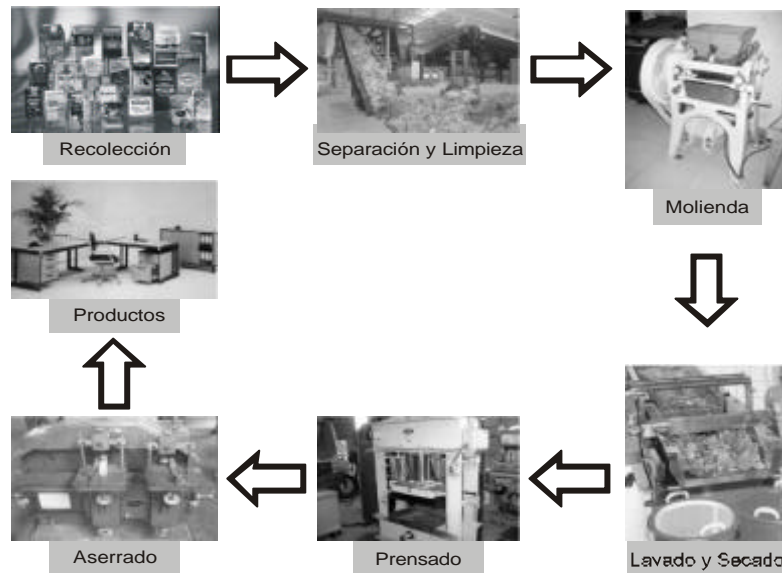 Recolección
Separación y Limpieza
Molienda
Lavado y Secado
Prensado
Aserrado
Productos